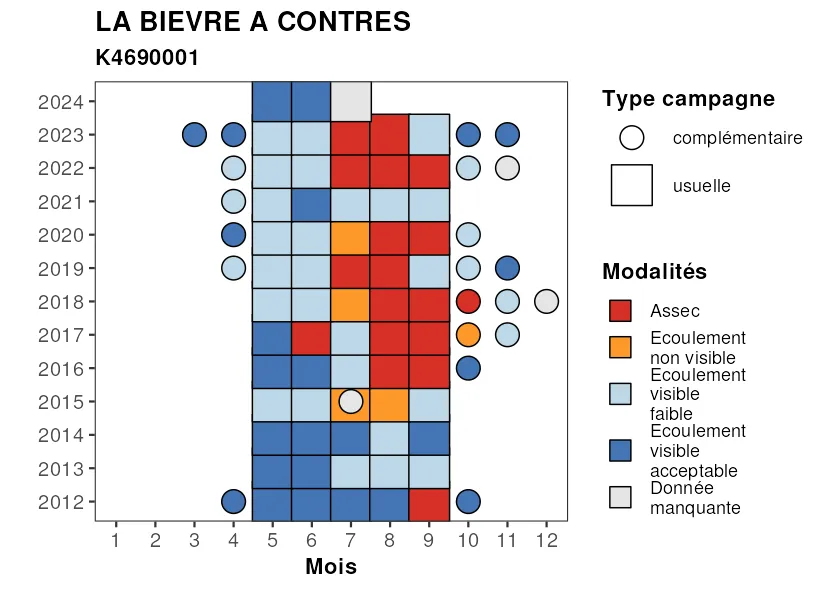 LA BIEVRE A CONTRES
K4690001
2024
2023
2022
2021
2020
2019
2018
2017
2016
2015
2014
2013
2012
1 2 3 4 5 6 7 8 9 10 11 12
Mois
Type campagne
complémentaire
usuelle
Modalités
Assec
Ecoulement
non visible
Ecoulement
visible
faible
Ecoulement
visible
acceptable
Donnée
manquante